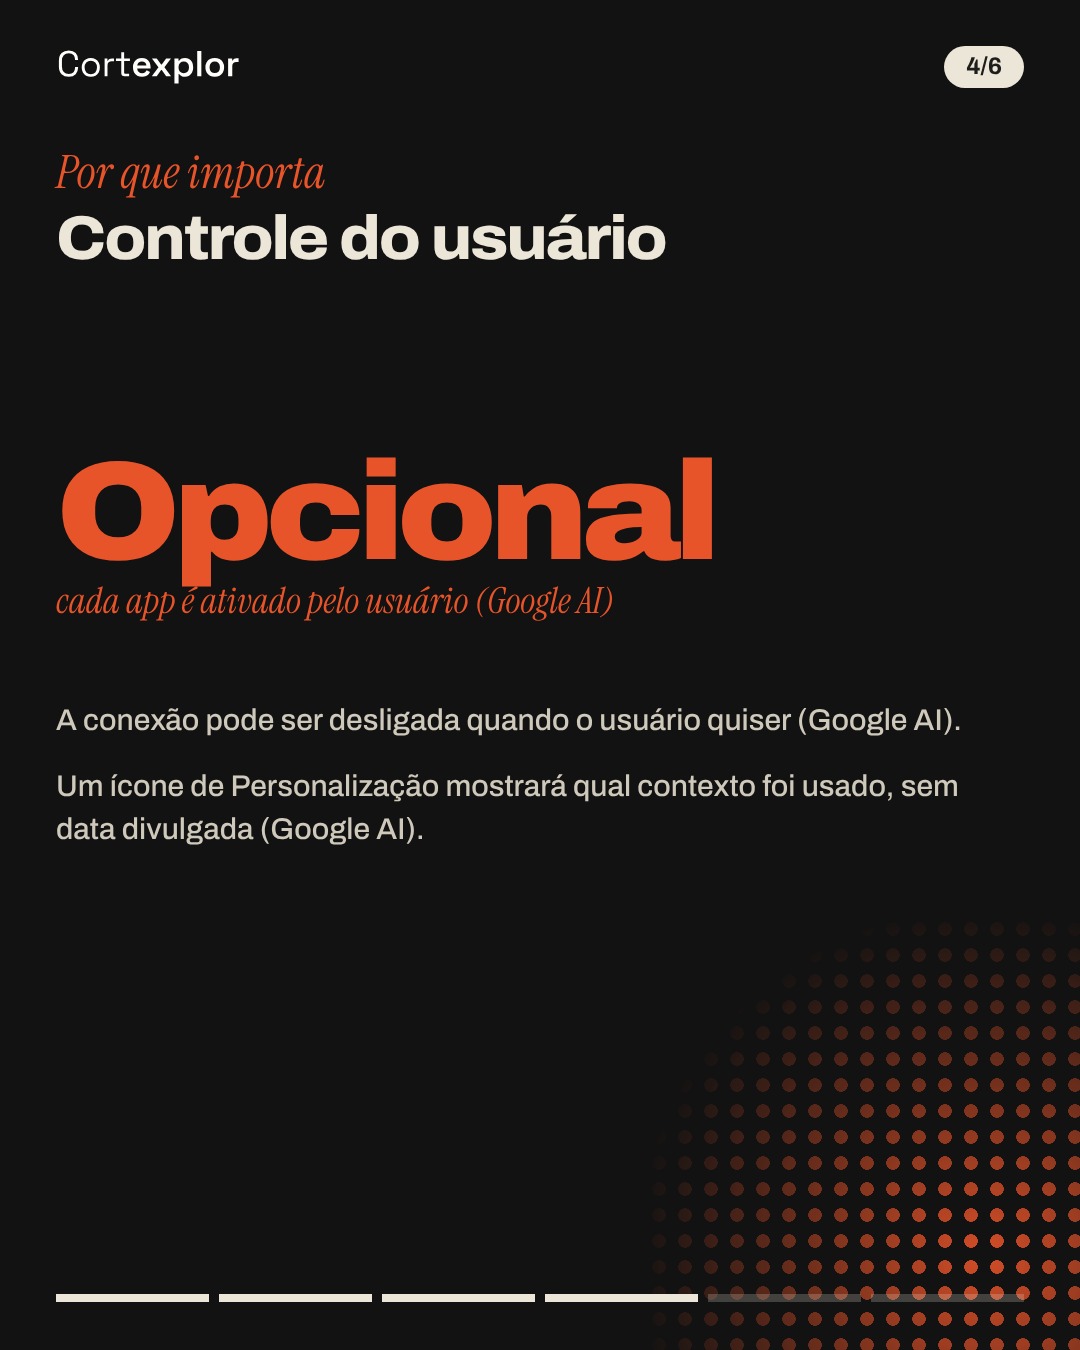 Cortexplor
4/6
Por que importa
Controle do usuário
Opcional
cada app é ativado pelo usuário (Google AI)
A conexão pode ser desligada quando o usuário quiser (Google AI).
Um ícone de Personalização mostrará qual contexto foi usado, sem
data divulgada (Google AI).